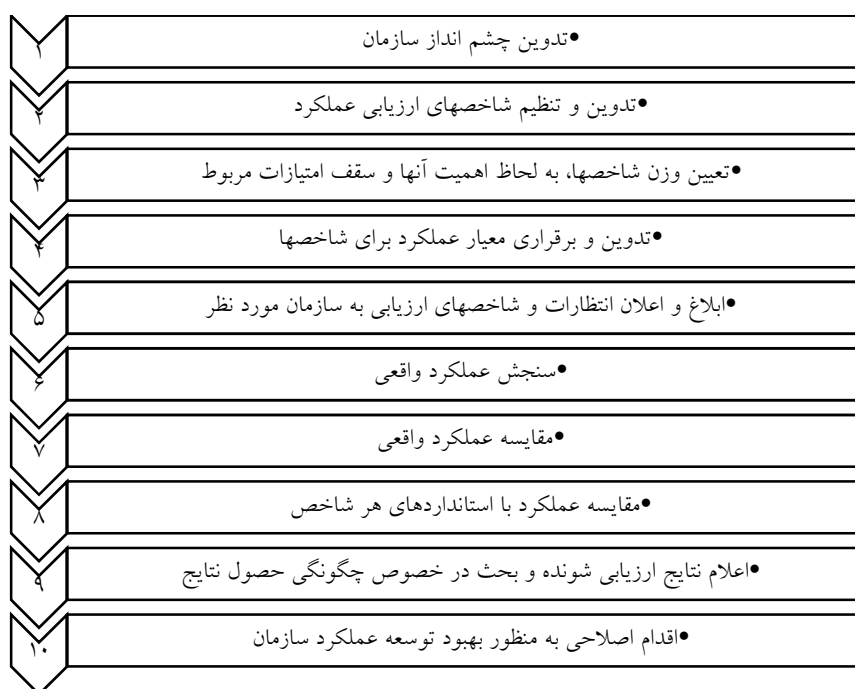 ۱ •تدوین چشم انداز سازمان
۲ •تدوین و تنظیم شاخصهای ارزیابی عملکرد
۳ •تعیین وزن شاخصها، به لحاظ اهمیت آنها و سقف امتیازات مربوط
۴ •تدوین و برقراری معیار عملکرد برای شاخصها
۵ •ابلاغ و اعلان انتظارات و شاخصهای ارزیابی به سازمان مورد نظر
۶ •سنجش عملکرد واقعی
۷ •مقایسه عملکرد واقعی
۸ •مقایسه عملکرد با استانداردهای هر شاخص
۹ •اعلام نتایج ارزیابی شونده و بحث در خصوص چگونگی حصول نتایج
۱۰ •اقدام اصلاحی به منظور بهبود توسعه عملکرد سازمان